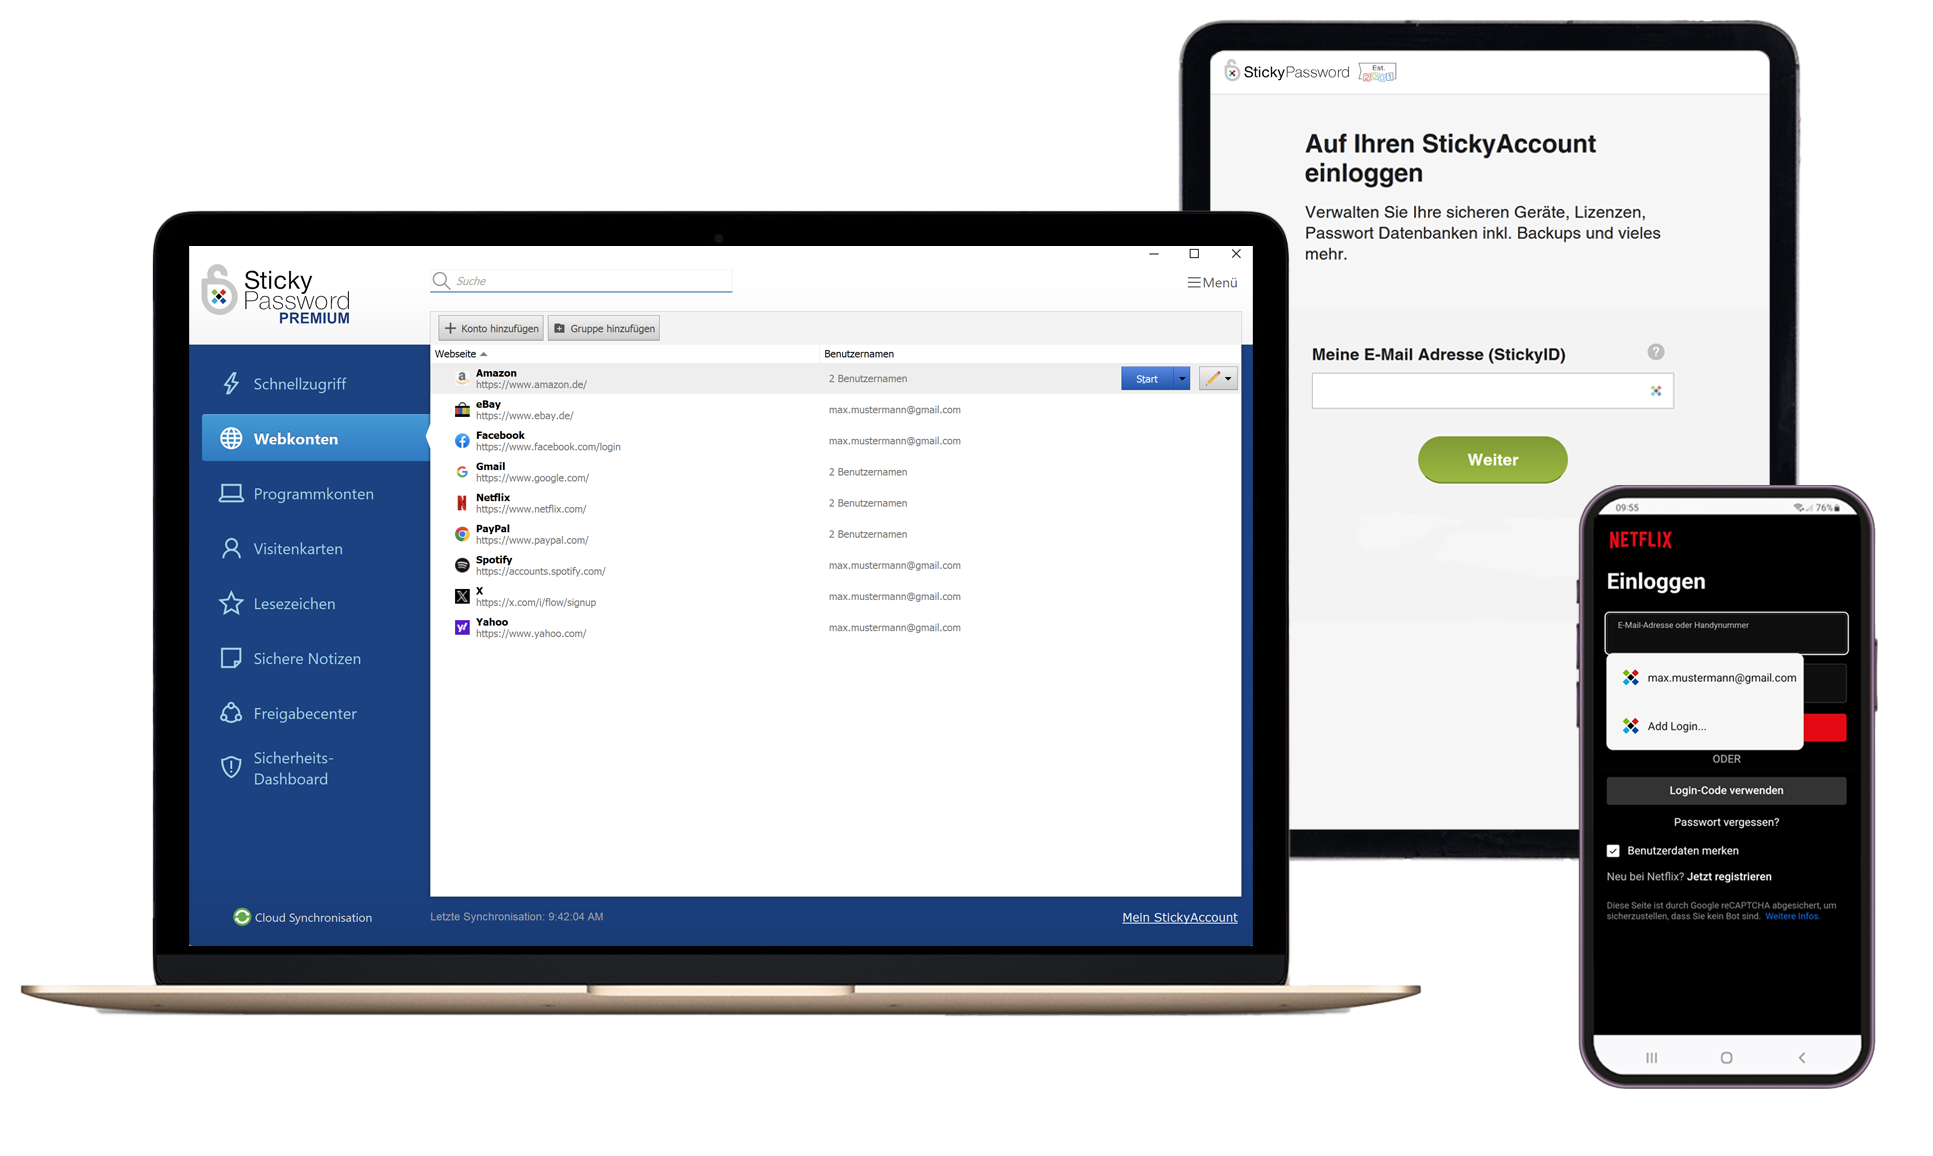 StickyPassword
Est.
2001
Auf Ihren StickyAccount
einloggen
Verwalten Sie Ihre sicheren Geräte, Lizenzen,
Passwort Datenbanken inkl. Backups und vieles
mehr.
Meine E-Mail Adresse (StickyID)
?
Weiter
Sticky
Password
PREMIUM
Suche
Menü
Konto hinzufügen
Gruppe hinzufügen
Webseite
Benutzernamen
Schnellzugriff
Webkonten
Programmkonten
Visitenkarten
Lesezeichen
Sichere Notizen
Freigabecenter
Sicherheits-
Dashboard
Amazon
https://www.amazon.de/
2 Benutzernamen
Start
eBay
https://www.ebay.de/
max.mustermann@gmail.com
Facebook
https://www.facebook.com/login
max.mustermann@gmail.com
Gmail
https://www.google.com/
2 Benutzernamen
Netflix
https://www.netflix.com/
2 Benutzernamen
PayPal
https://www.paypal.com/
2 Benutzernamen
Spotify
https://accounts.spotify.com/
max.mustermann@gmail.com
X
https://x.com/i/flow/signup
max.mustermann@gmail.com
Yahoo
https://www.yahoo.com/
max.mustermann@gmail.com
Cloud Synchronisation
Letzte Synchronisation: 9:42:04 AM
Mein StickyAccount
09:55
76%
NETFLIX
Einloggen
E-Mail-Adresse oder Handynummer
max.mustermann@gmail.com
Add Login...
ODER
Login-Code verwenden
Passwort vergessen?
Benutzerdaten merken
Neu bei Netflix? Jetzt registrieren
Diese Seite ist durch Google reCAPTCHA abgesichert, um
sicherzustellen, dass Sie kein Bot sind. Weitere Infos.